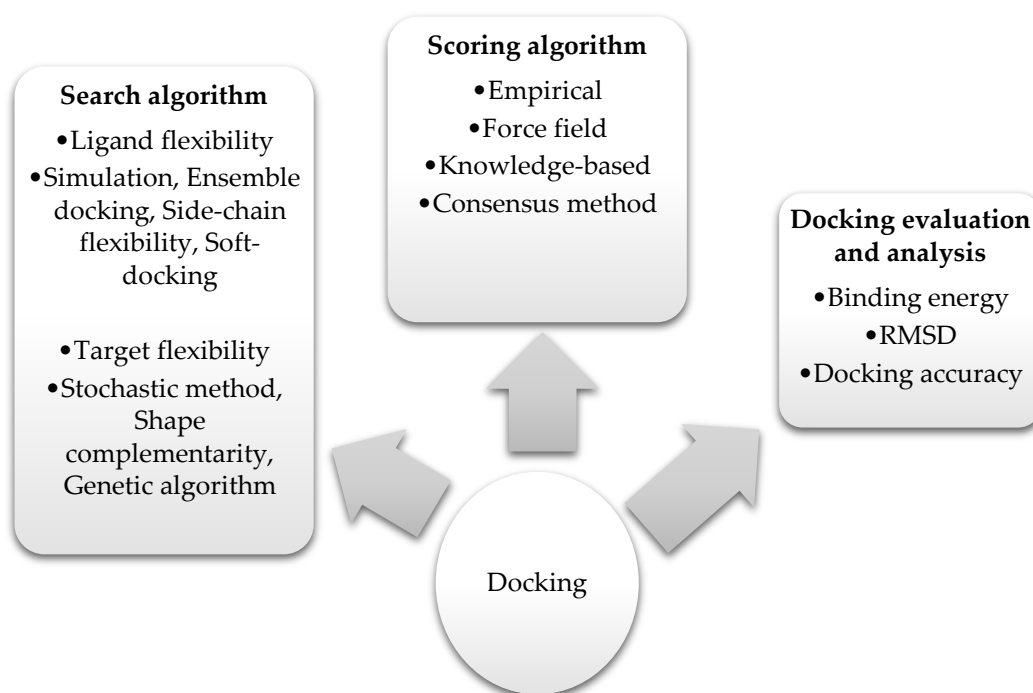 Search algorithm
•Ligand flexibility
•Simulation, Ensemble
docking, Side-chain
flexibility, Soft-
docking
•Target flexibility
•Stochastic method,
Shape
complementarity,
Genetic algorithm
Scoring algorithm
•Empirical
•Force field
•Knowledge-based
•Consensus method
Docking evaluation
and analysis
•Binding energy
•RMSD
•Docking accuracy
Docking